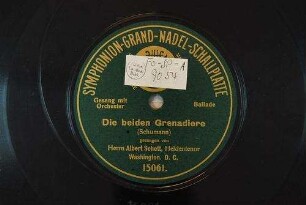 SYMPHONION-GRAND-NADEL-SCHALLPLATTE
Gesang mit
Orchester
Ballade
Die beiden Grenadiere
(Schumann)
gesungen von
Herrn Albert Schott, Heldentenor
Washington. D. C.
15061.